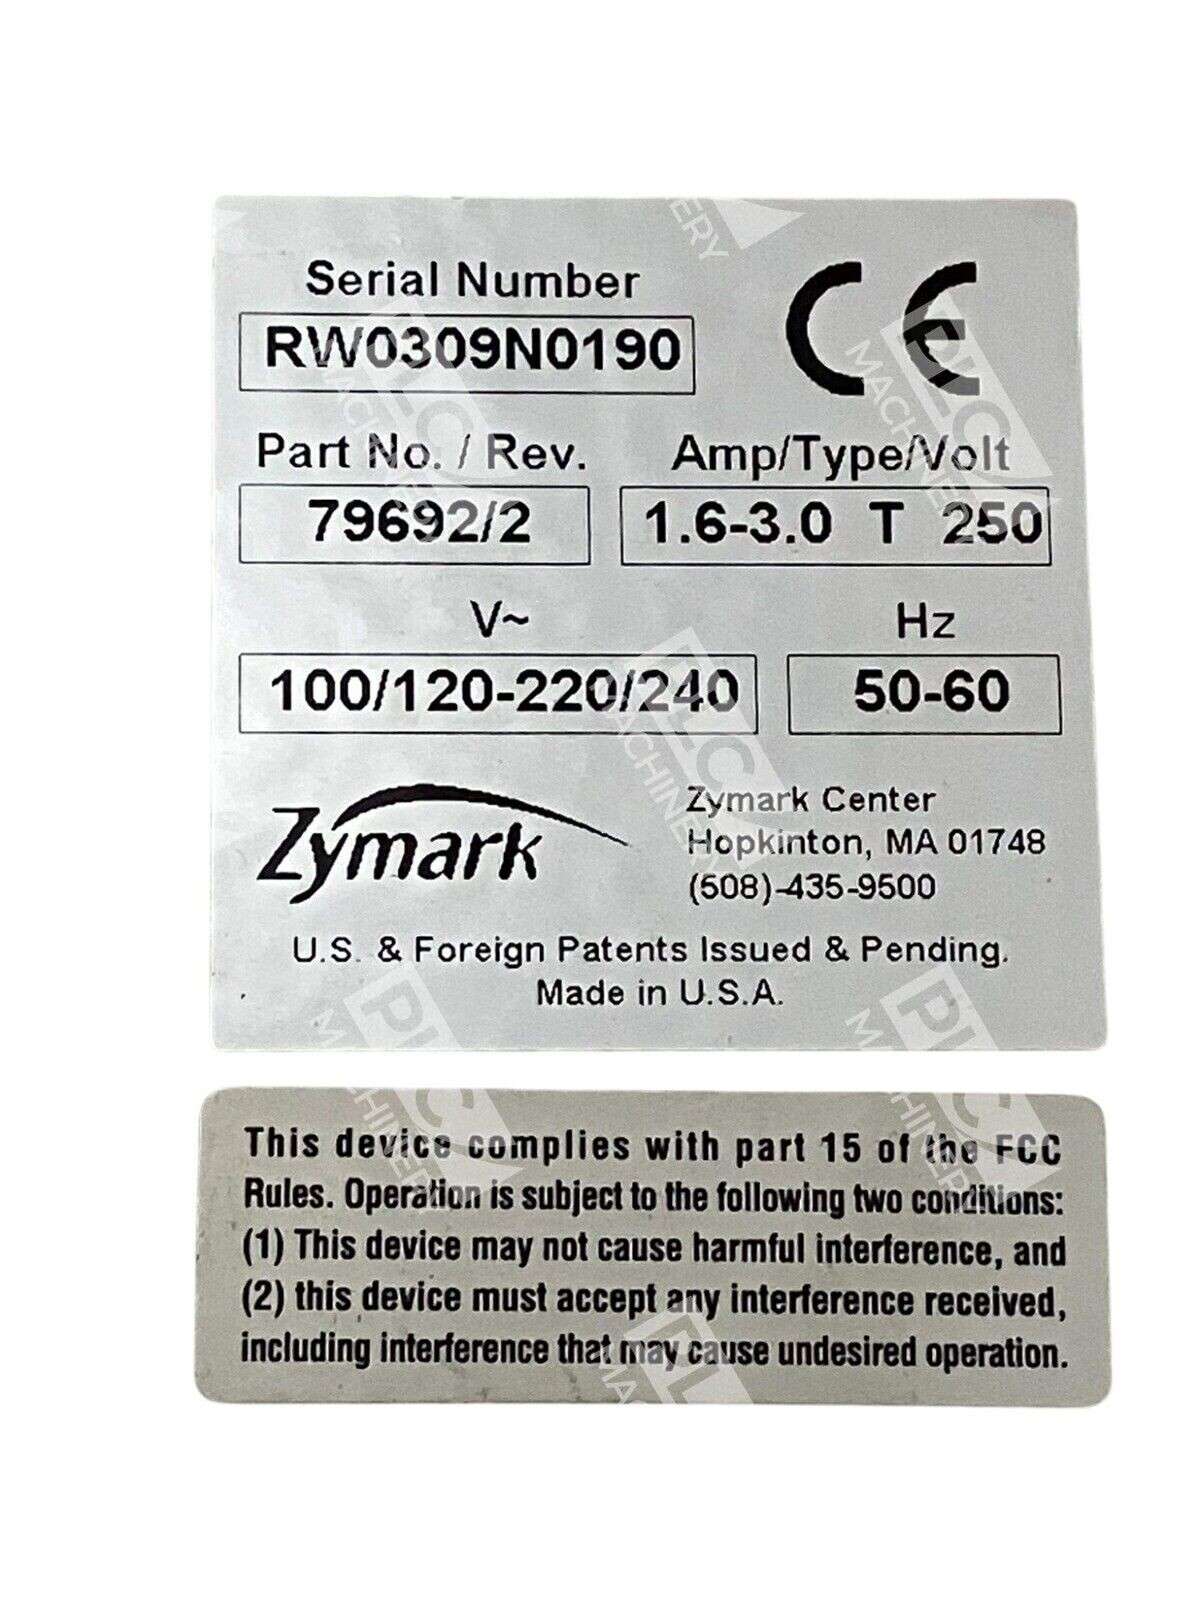 Serial Number
RW0309N0190
CE
Part No. / Rev.
Amp/Type/Volt
79692/2
1.6-3.0 T 250
V~
Hz
100/120-220/240
50-60
Zymark
Zymark Center
Hopkinton, MA 01748
(508)-435-9500
U.S. & Foreign Patents Issued & Pending.
Made in U.S.A.
This device complies with part 15 of the FCC
Rules. Operation is subject to the following two conditions:
(1) This device may not cause harmful interference, and
(2) this device must accept any interference received,
including interference that may cause undesired operation.
PLC
MACHINERY